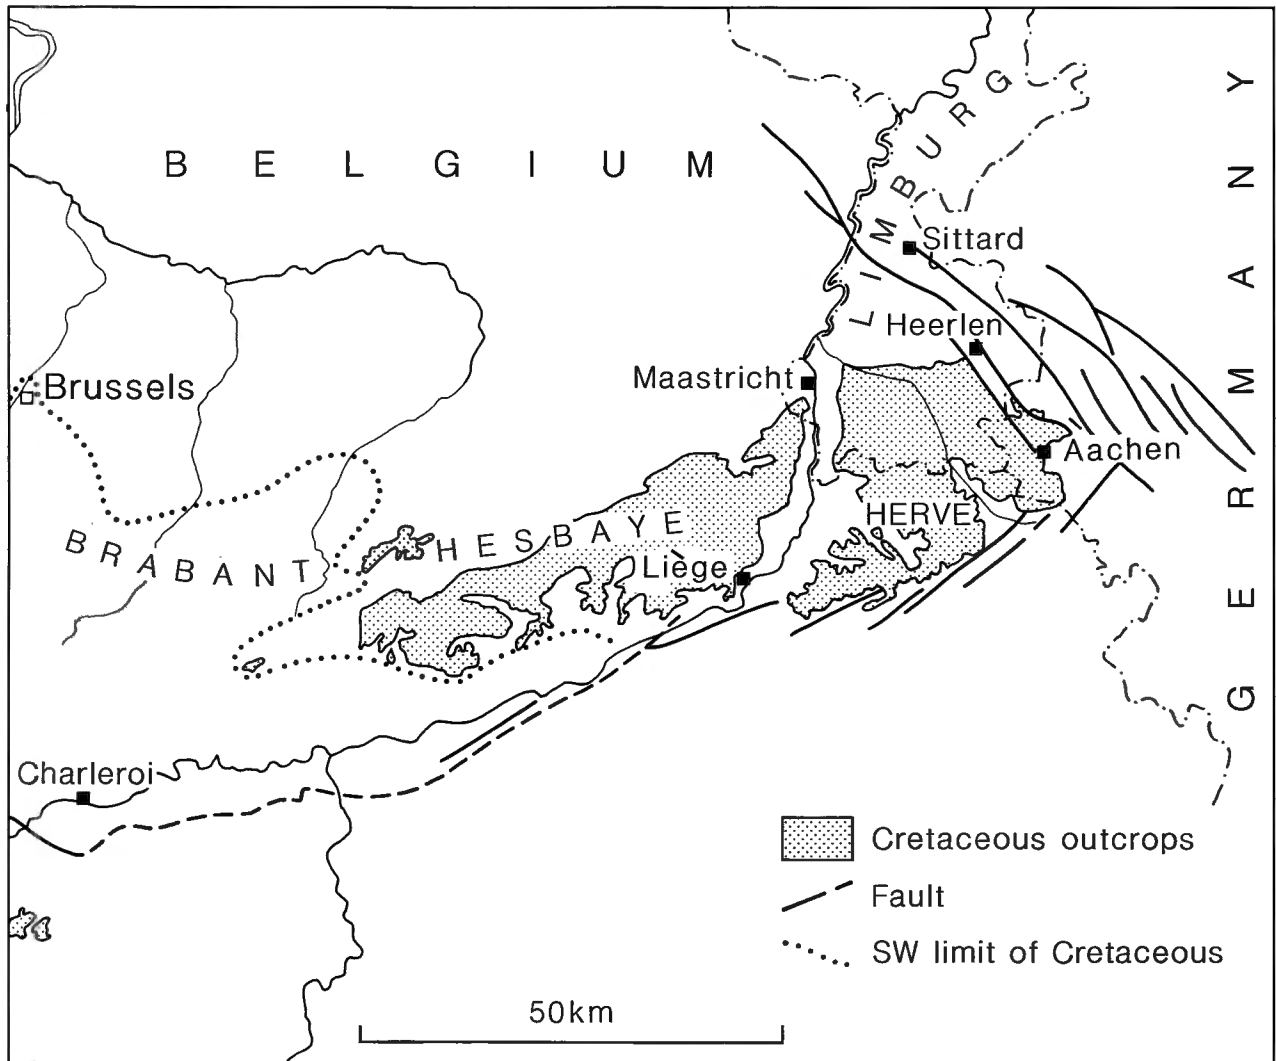 BELGIUM
LIMBURG
GERMANY
Sittard
Heerlen
Maastricht
Brussels
Aachen
HERVE
HESBAYE
BRABANT
Liège
Charleroi
Cretaceous outcrops
Fault
SW limit of Cretaceous
50km